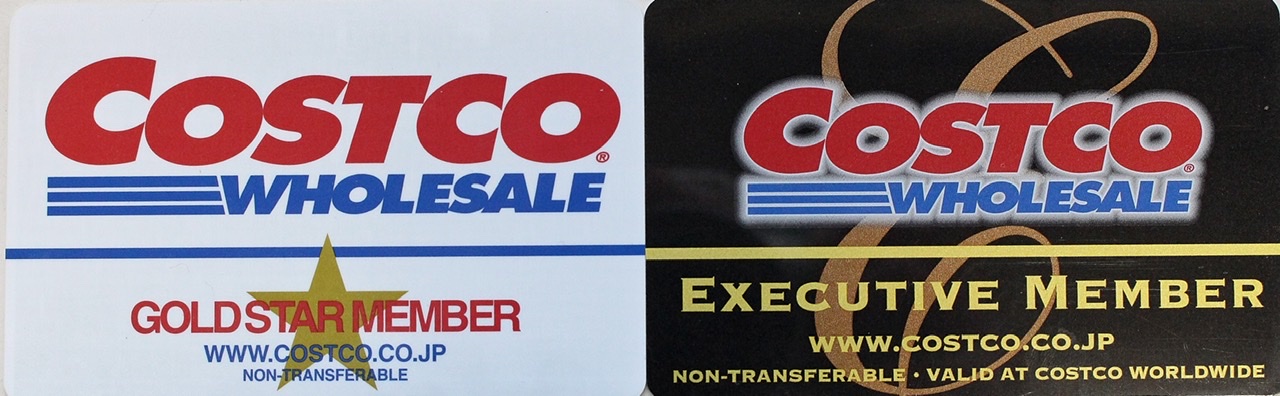 COSTCO®
WHOLESALE
GOLD STAR MEMBER
WWW.COSTCO.CO.JP
NON-TRANSFERABLE
COSTCO®
WHOLESALE
EXECUTIVE MEMBER
WWW.COSTCO.CO.JP
NON-TRANSFERABLE · VALID AT COSTCO WORLDWIDE